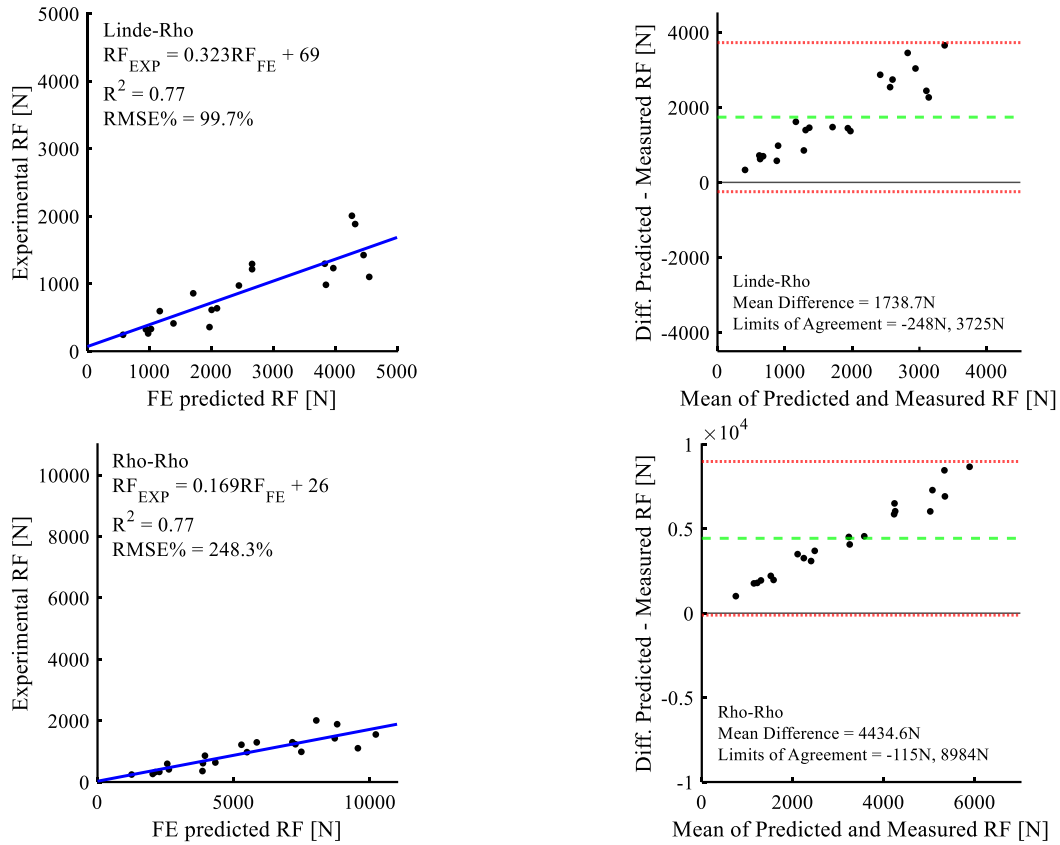 Linde-Rho
RF_EXP = 0.323RF_FE + 69
R^2 = 0.77
RMSE% = 99.7%
Experimental RF [N]
5000
4000
3000
2000
1000
0
0 1000 2000 3000 4000 5000
FE predicted RF [N]
Diff. Predicted - Measured RF [N]
4000
2000
0
-2000
-4000
Linde-Rho
Mean Difference = 1738.7N
Limits of Agreement = -248N, 3725N
0 1000 2000 3000 4000
Mean of Predicted and Measured RF [N]
Rho-Rho
RF_EXP = 0.169RF_FE + 26
R^2 = 0.77
RMSE% = 248.3%
Experimental RF [N]
10000
8000
6000
4000
2000
0
0 5000 10000
FE predicted RF [N]
×10^4
Diff. Predicted - Measured RF [N]
1
0.5
0
-0.5
-1
Rho-Rho
Mean Difference = 4434.6N
Limits of Agreement = -115N, 8984N
0 2000 4000 6000
Mean of Predicted and Measured RF [N]